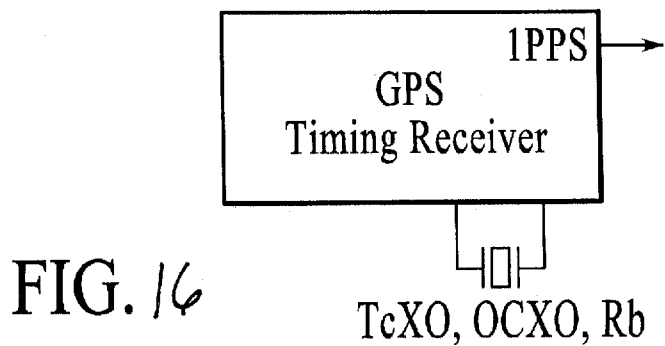 1PPS
GPS
Timing Receiver
FIG. 16
TcXO, OCXO, Rb